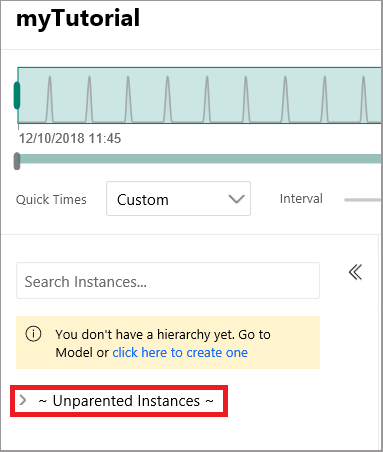 myTutorial
12/10/2018 11:45
Quick Times
Custom
Interval
Search Instances...
You don't have a hierarchy yet. Go to
Model or click here to create one
~ Unparented Instances ~